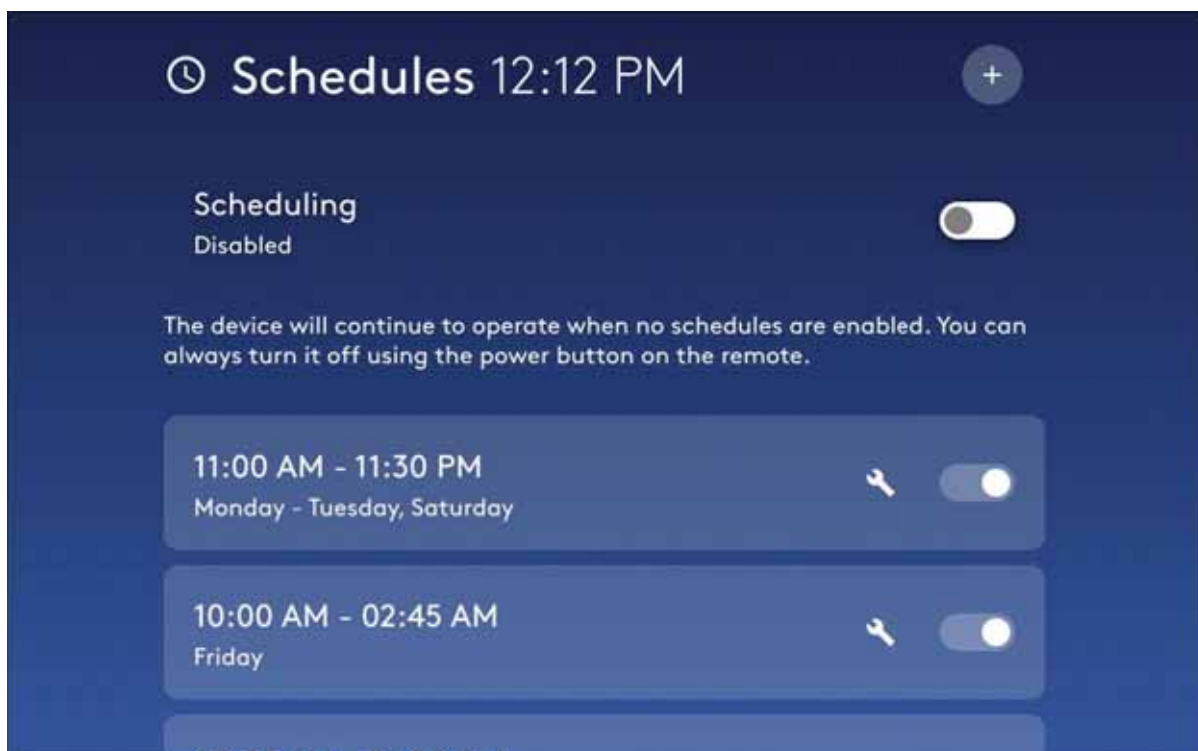 Schedules 12:12 PM
Scheduling
Disabled
The device will continue to operate when no schedules are enabled. You can
always turn it off using the power button on the remote.
11:00 AM - 11:30 PM
Monday - Tuesday, Saturday
10:00 AM - 02:45 AM
Friday